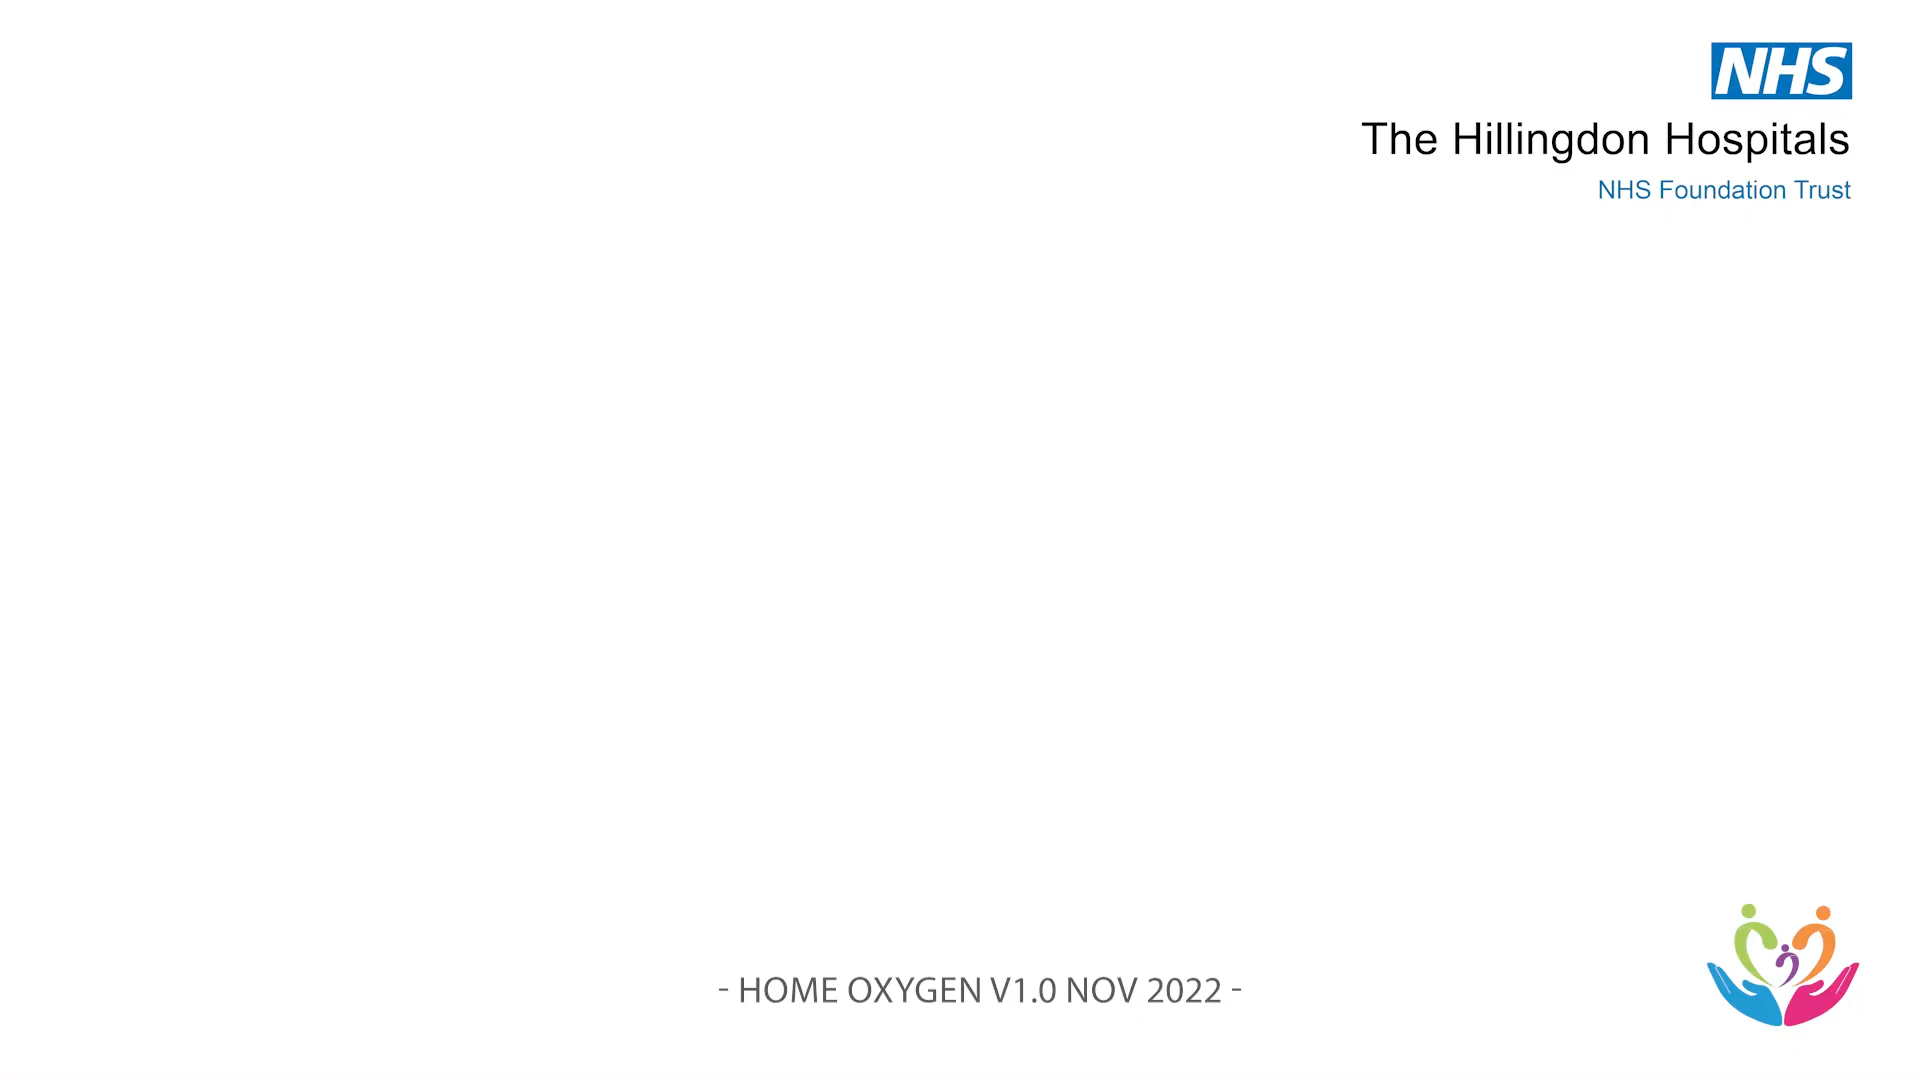 NHS
The Hillingdon Hospitals
NHS Foundation Trust
- HOME OXYGEN V1.0 NOV 2022 -